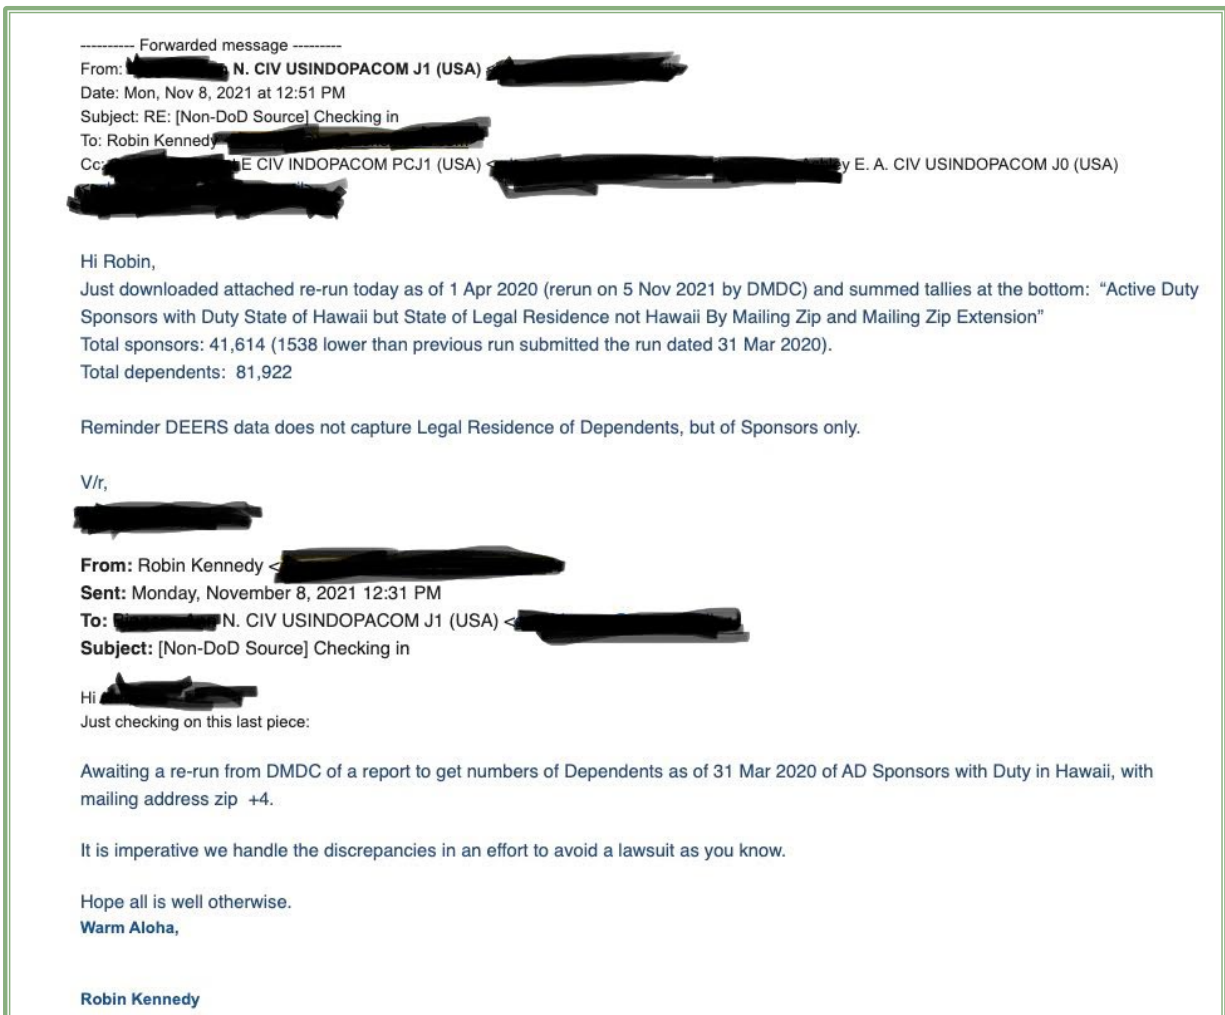 ---------- Forwarded message ---------
From: N. CIV USINDOPACOM J1 (USA)
Date: Mon, Nov 8, 2021 at 12:51 PM
Subject: RE: [Non-DoD Source] Checking in
To: Robin Kennedy
Cc: E CIV INDOPACOM PCJ1 (USA) < E. A. CIV USINDOPACOM J0 (USA)
Hi Robin,
Just downloaded attached re-run today as of 1 Apr 2020 (rerun on 5 Nov 2021 by DMDC) and summed tallies at the bottom: “Active Duty
Sponsors with Duty State of Hawaii but State of Legal Residence not Hawaii By Mailing Zip and Mailing Zip Extension”
Total sponsors: 41,614 (1538 lower than previous run submitted the run dated 31 Mar 2020).
Total dependents: 81,922
Reminder DEERS data does not capture Legal Residence of Dependents, but of Sponsors only.
V/r,
From: Robin Kennedy <
Sent: Monday, November 8, 2021 12:31 PM
To: N. CIV USINDOPACOM J1 (USA) <
Subject: [Non-DoD Source] Checking in
Hi
Just checking on this last piece:
Awaiting a re-run from DMDC of a report to get numbers of Dependents as of 31 Mar 2020 of AD Sponsors with Duty in Hawaii, with
mailing address zip +4.
It is imperative we handle the discrepancies in an effort to avoid a lawsuit as you know.
Hope all is well otherwise.
Warm Aloha,
Robin Kennedy